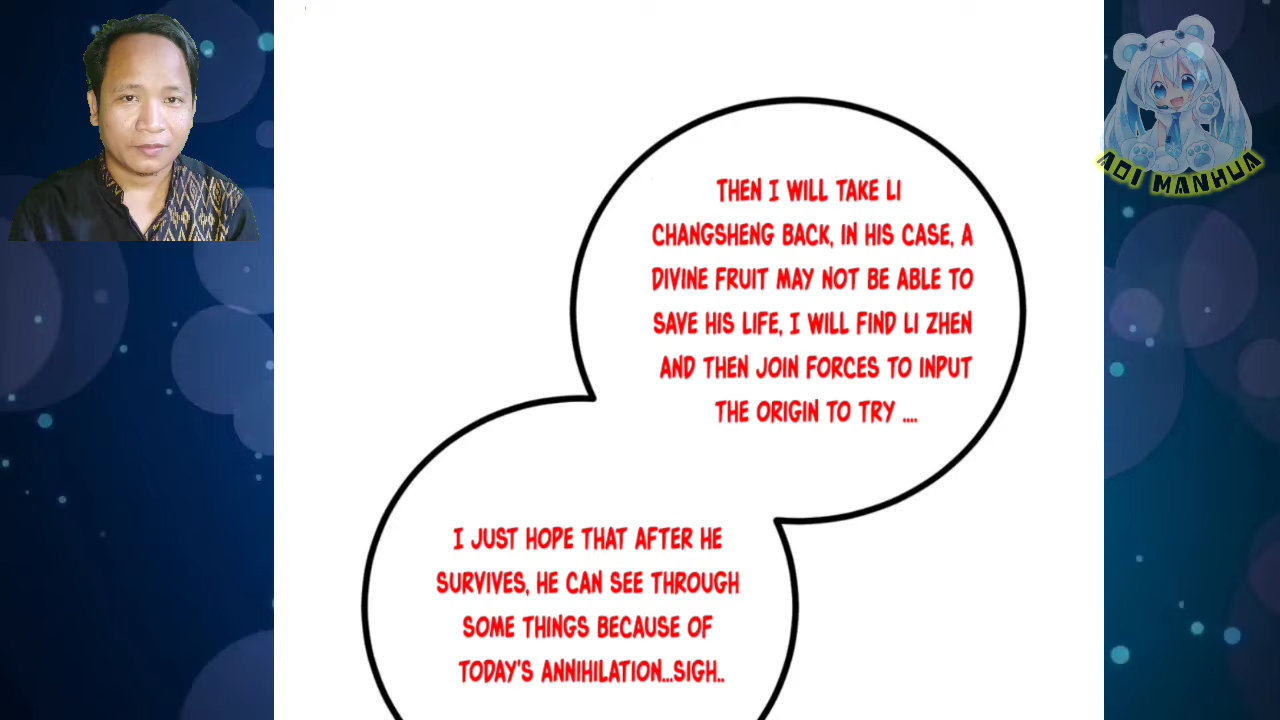 THEN I WILL TAKE LI
CHANGSHENG BACK, IN HIS CASE, A
DIVINE FRUIT MAY NOT BE ABLE TO
SAVE HIS LIFE, I WILL FIND LI ZHEN
AND THEN JOIN FORCES TO INPUT
THE ORIGIN TO TRY ....
I JUST HOPE THAT AFTER HE
SURVIVES, HE CAN SEE THROUGH
SOME THINGS BECAUSE OF
TODAY'S ANNIHILATION...SIGH..
AOI MANHUA